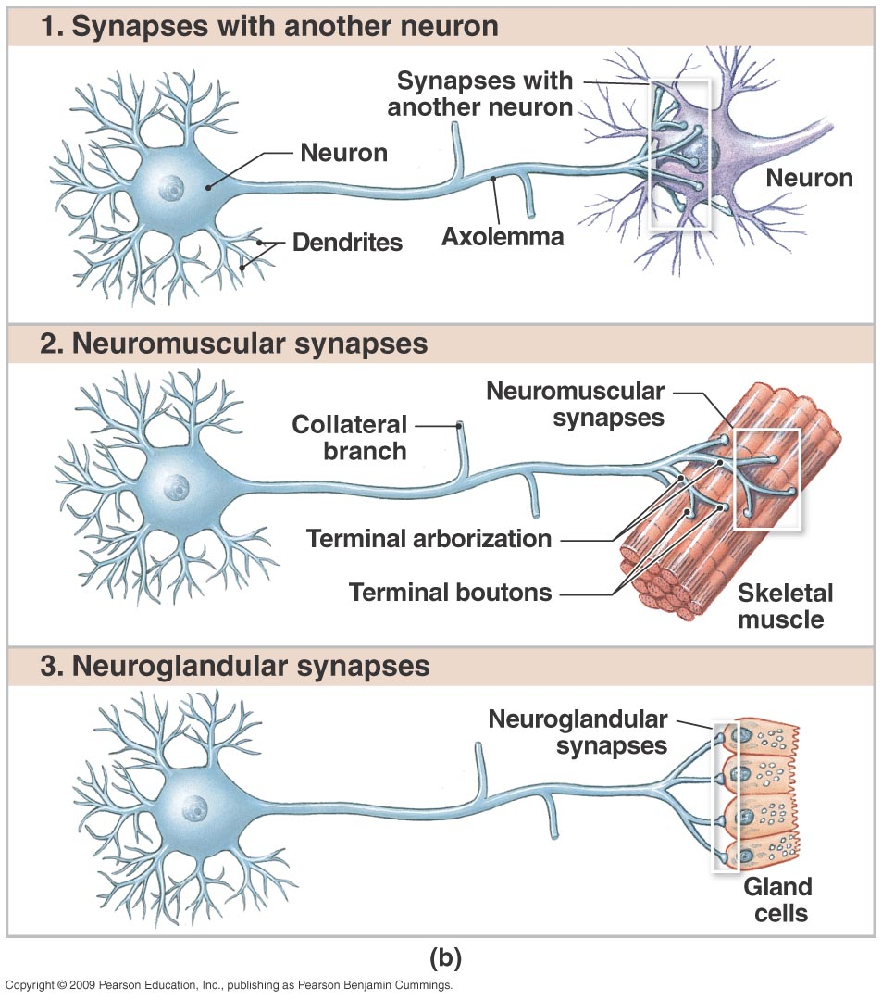 1. Synapses with another neuron
Synapses with
another neuron
Neuron
Neuron
Dendrites
Axolemma
2. Neuromuscular synapses
Neuromuscular
synapses
Collateral
branch
Terminal arborization
Terminal boutons
Skeletal
muscle
3. Neuroglandular synapses
Neuroglandular
synapses
Gland
cells
(b)
Copyright © 2009 Pearson Education, Inc., publishing as Pearson Benjamin Cummings.